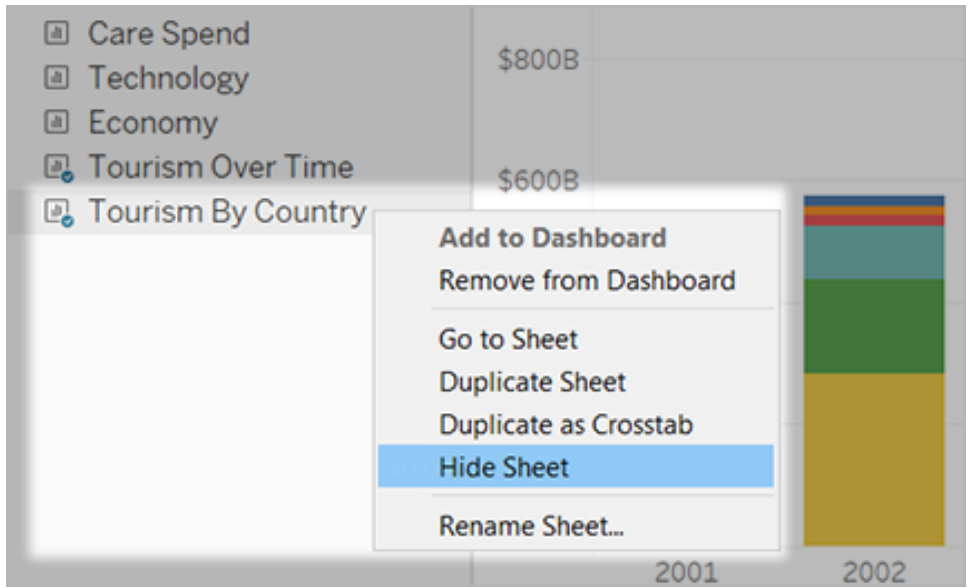 Care Spend
Technology
Economy
Tourism Over Time
Tourism By Country
Add to Dashboard
Remove from Dashboard
Go to Sheet
Duplicate Sheet
Duplicate as Crosstab
Hide Sheet
Rename Sheet...
$800B
$600B
2001
2002